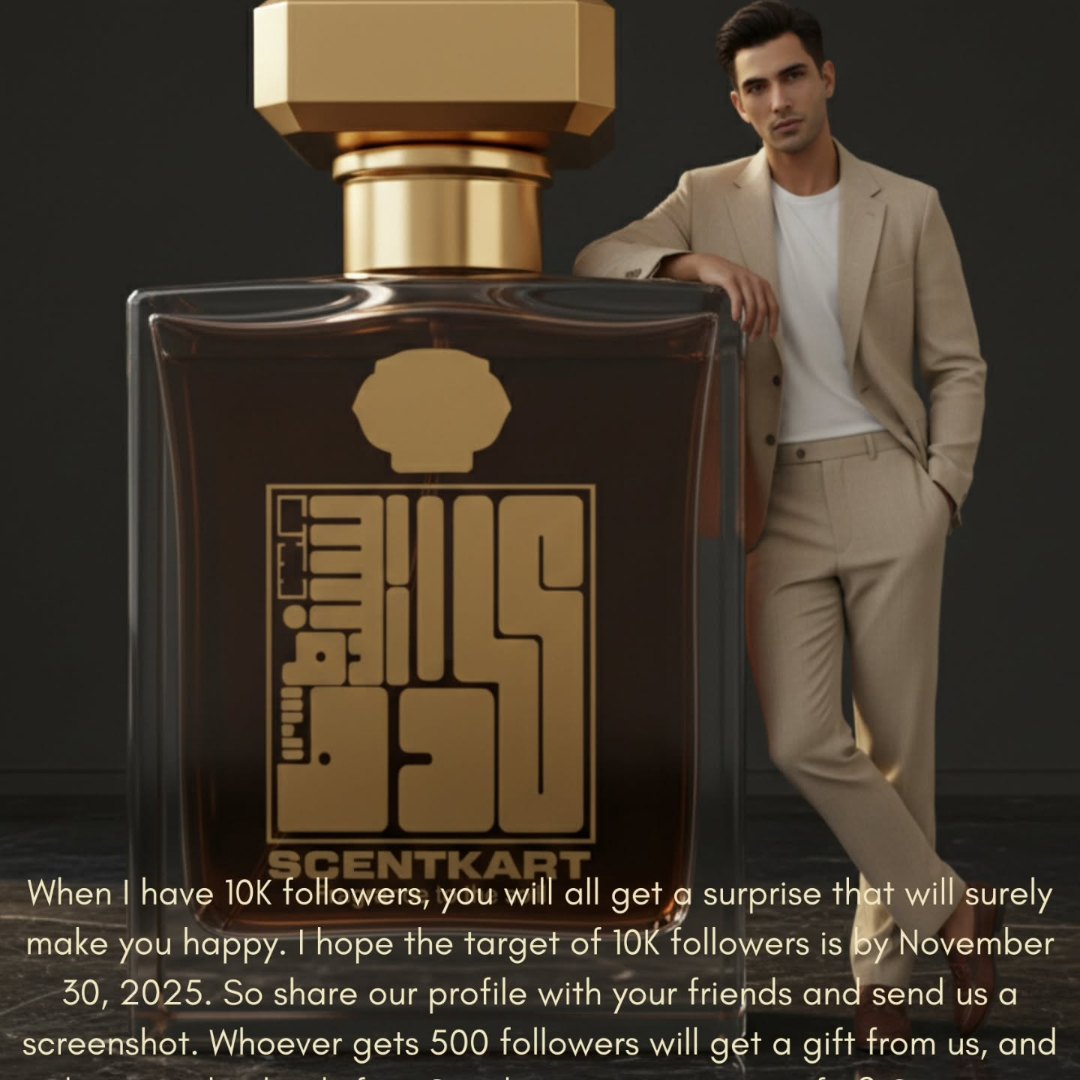 SCENTKART
When I have 10K followers, you will all get a surprise that will surely
make you happy. I hope the target of 10K followers is by November
30, 2025. So share our profile with your friends and send us a
screenshot. Whoever gets 500 followers will get a gift from us, and